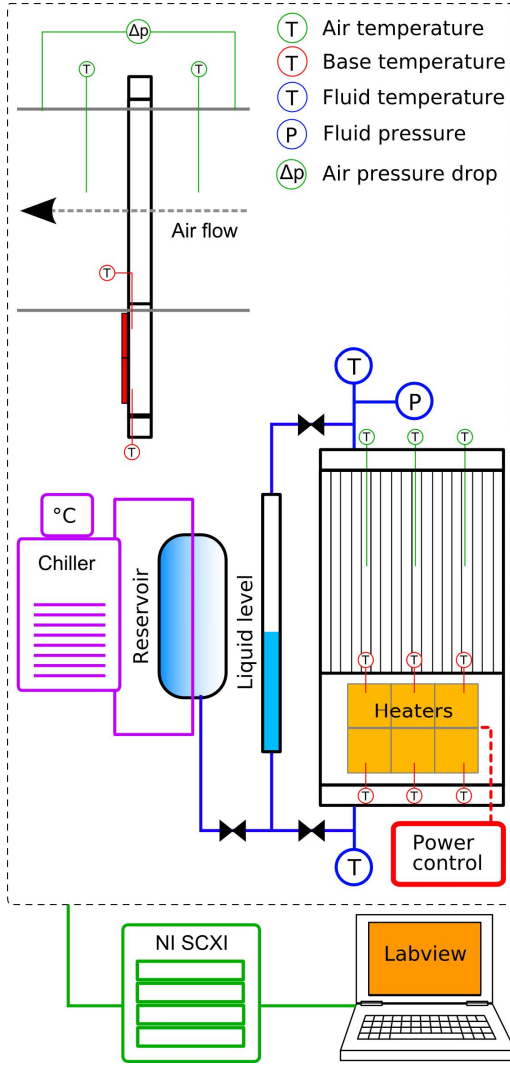 Δp
T
T
Air flow
T
T
T Air temperature
T Base temperature
T Fluid temperature
P Fluid pressure
Δp Air pressure drop
T
P
T T T
°C
Chiller
Reservoir
Liquid level
T T T
Heaters
T T T
T
Power
control
NI SCXI
Labview